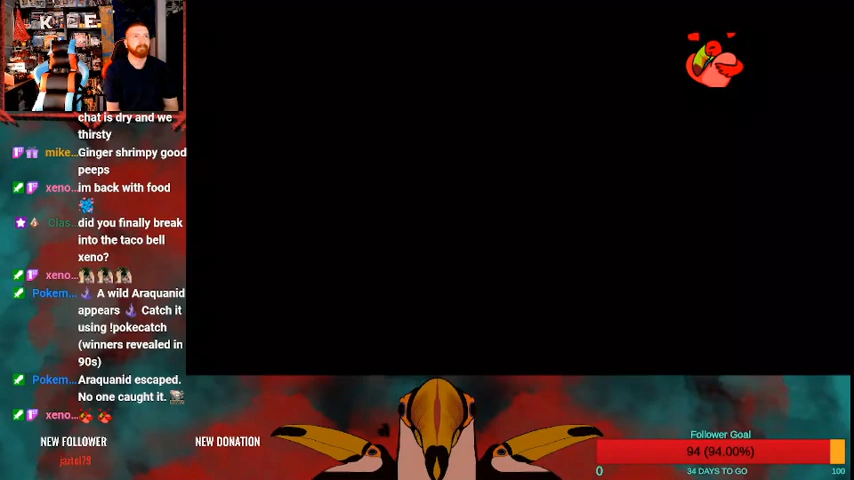 K E
chat is dry and we
thirsty
mike... Ginger shrimpy good
peeps
xeno... im back with food
Clas... did you finally break
into the taco bell
xeno?
xeno...
Pokem... A wild Araquanid
appears Catch it
using !pokecatch
(winners revealed in
90s)
Pokem... Araquanid escaped.
No one caught it.
xeno...
NEW FOLLOWER
NEW DONATION
Follower Goal
94 (94.00%)
0
34 DAYS TO GO
100